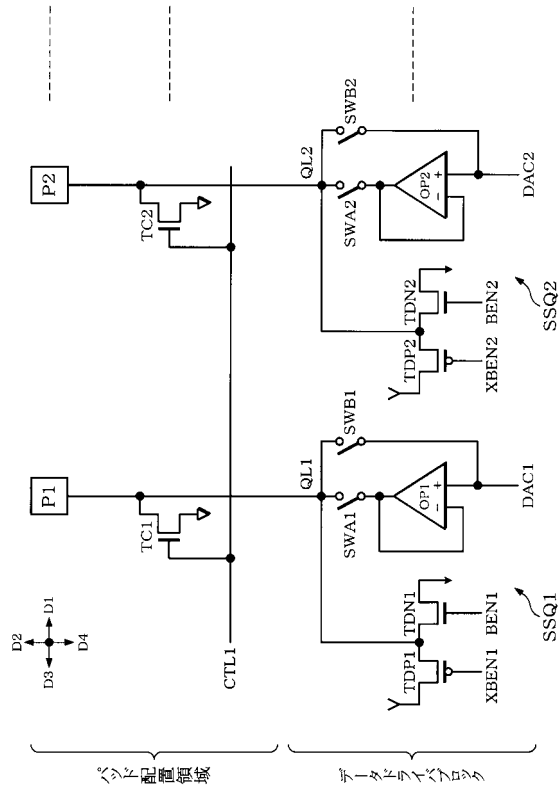 D2
D3
D1
D4
P1
P2
TC1
TC2
CTL1
パッド配置領域
QL1
QL2
SWA1
SWB1
SWA2
SWB2
OP1
-
+
OP2
-
+
TDP1
TDN1
TDP2
TDN2
XBEN1
BEN1
DAC1
XBEN2
BEN2
DAC2
SSQ1
SSQ2
データドライバブロック